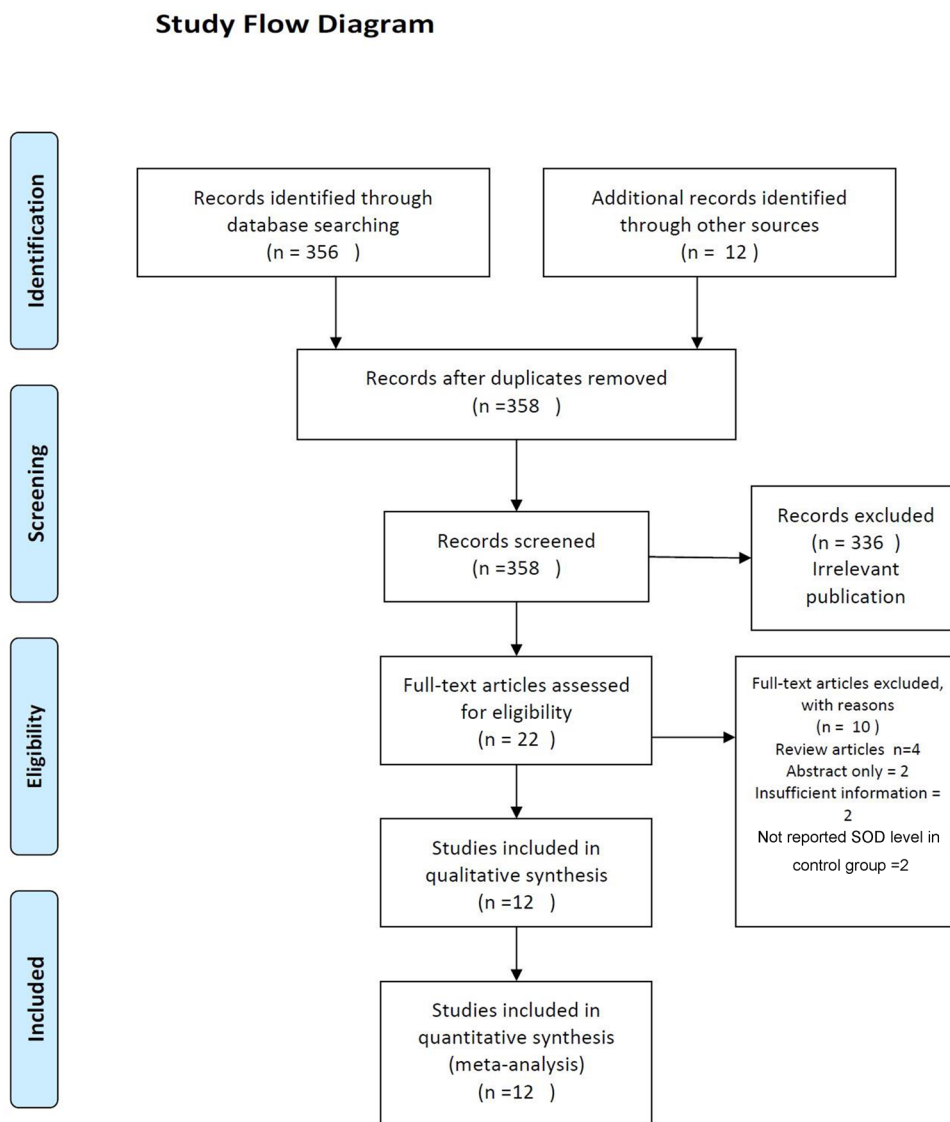 Study Flow Diagram
Identification
Records identified through
database searching
(n = 356   )
Additional records identified
through other sources
(n =  12 )
Records after duplicates removed
(n =358   )
Screening
Records screened
(n =358   )
Records excluded
(n = 336  )
Irrelevant
publication
Eligibility
Full-text articles assessed
for eligibility
(n = 22   )
Full-text articles excluded,
with reasons
(n =  10 )
Review articles  n=4
Abstract only = 2
Insufficient information =
2
Not reported SOD level in
control group =2
Studies included in
qualitative synthesis
(n =12   )
Included
Studies included in
quantitative synthesis
(meta-analysis)
(n =12   )